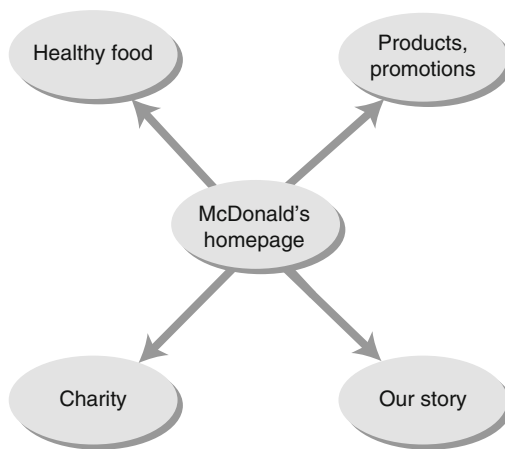 Healthy food
Products,
promotions
McDonald's
homepage
Charity
Our story